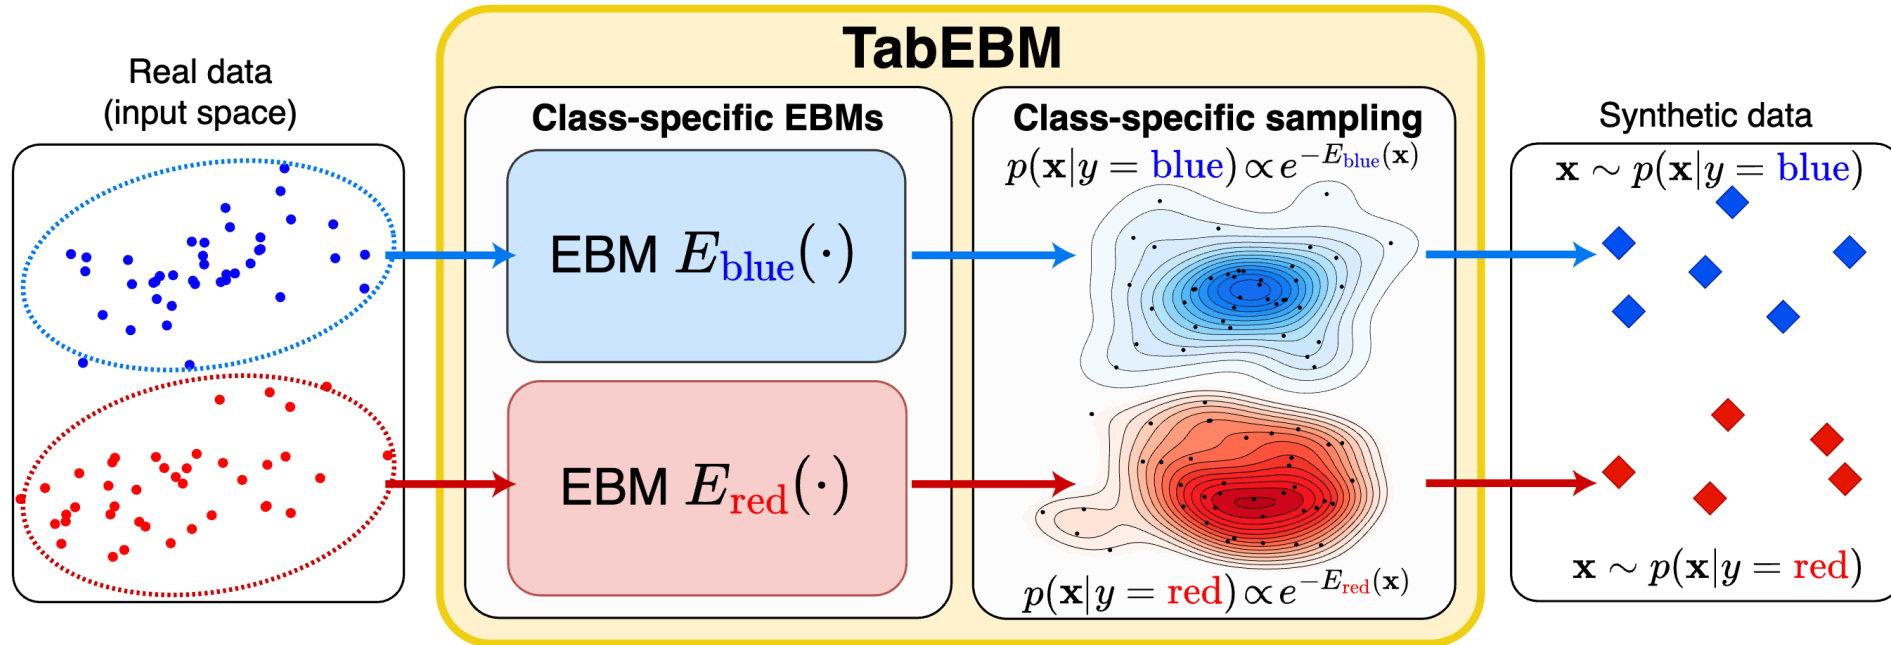 TabEBM
Real data
(input space)
Class-specific EBMs
EBM E_blue(·)
EBM E_red(·)
Class-specific sampling
p(x|y = blue) ∝ e^{-E_blue(x)}
p(x|y = red) ∝ e^{-E_red(x)}
Synthetic data
x ∼ p(x|y = blue)
x ∼ p(x|y = red)